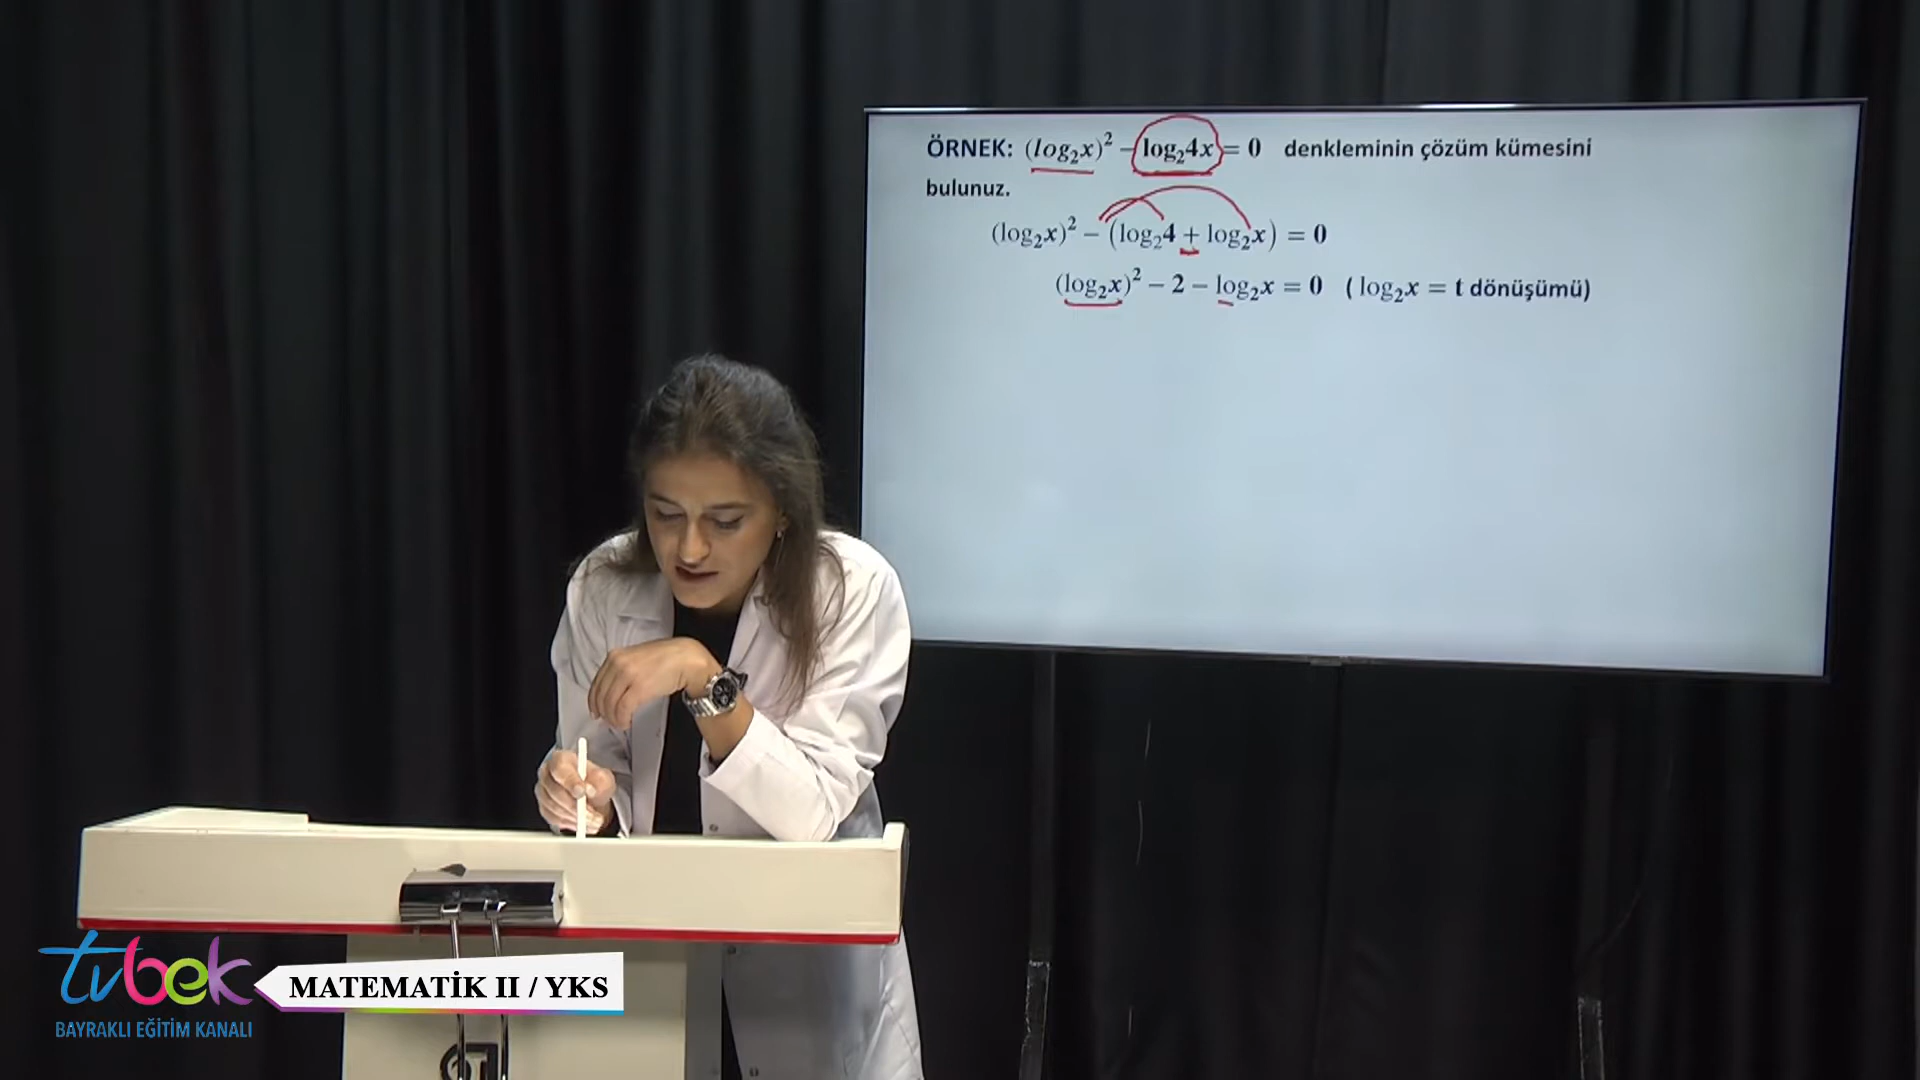 ÖRNEK: (log₂x)² − log₂4x = 0 denkleminin çözüm kümesini
bulunuz.
(log₂x)² − (log₂4 + log₂x) = 0
(log₂x)² − 2 − log₂x = 0 ( log₂x = t dönüşümü)
tvbek
BAYRAKLI EĞİTİM KANALI
MATEMATİK II / YKS